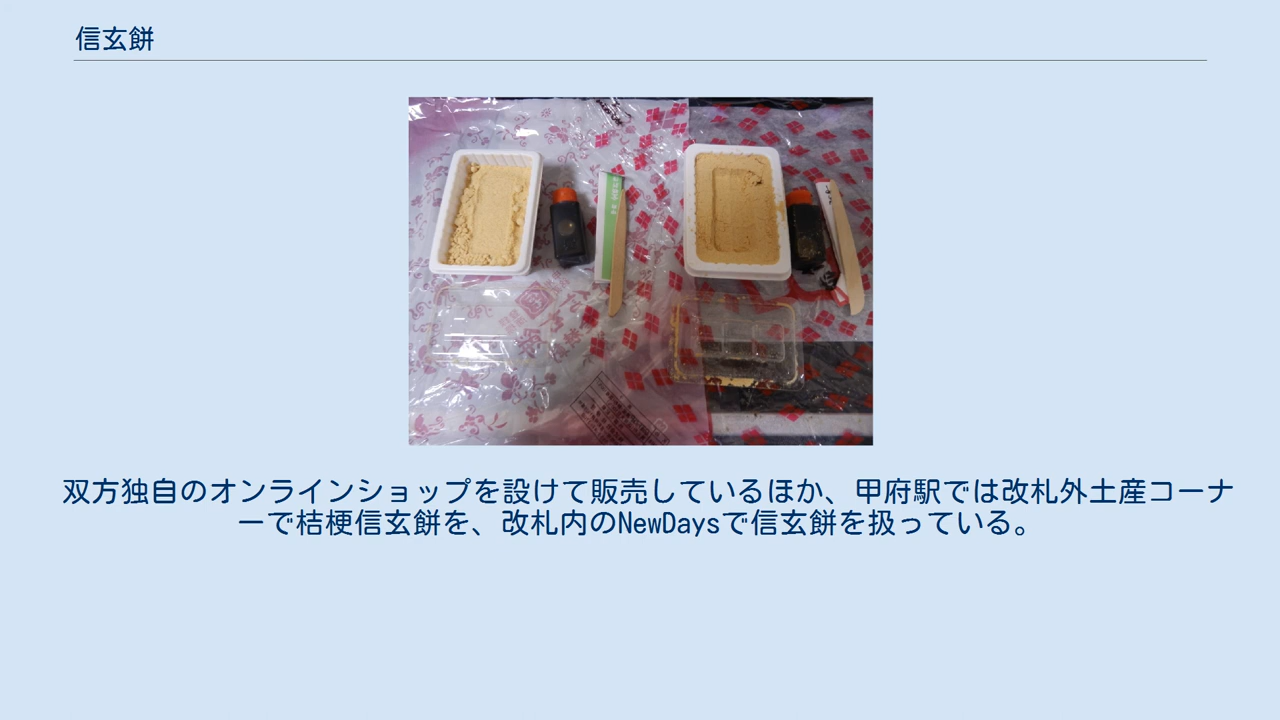 信玄餅
双方独自のオンラインショップを設けて販売しているほか、甲府駅では改札外土産コーナ
ーで桔梗信玄餅を、改札内のNewDaysで信玄餅を扱っている。